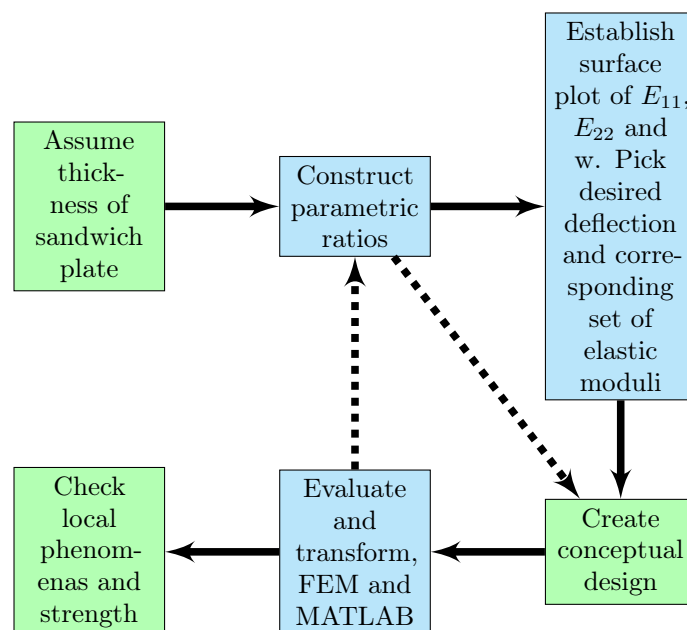 Assume
thick-
ness of
sandwich
plate
Construct
parametric
ratios
Establish
surface
plot of E₁₁,
E₂₂ and
w. Pick
desired
deflection
and corre-
sponding
set of
elastic
moduli
Create
conceptual
design
Evaluate
and
transform,
FEM and
MATLAB
Check
local
phenom-
enas and
strength